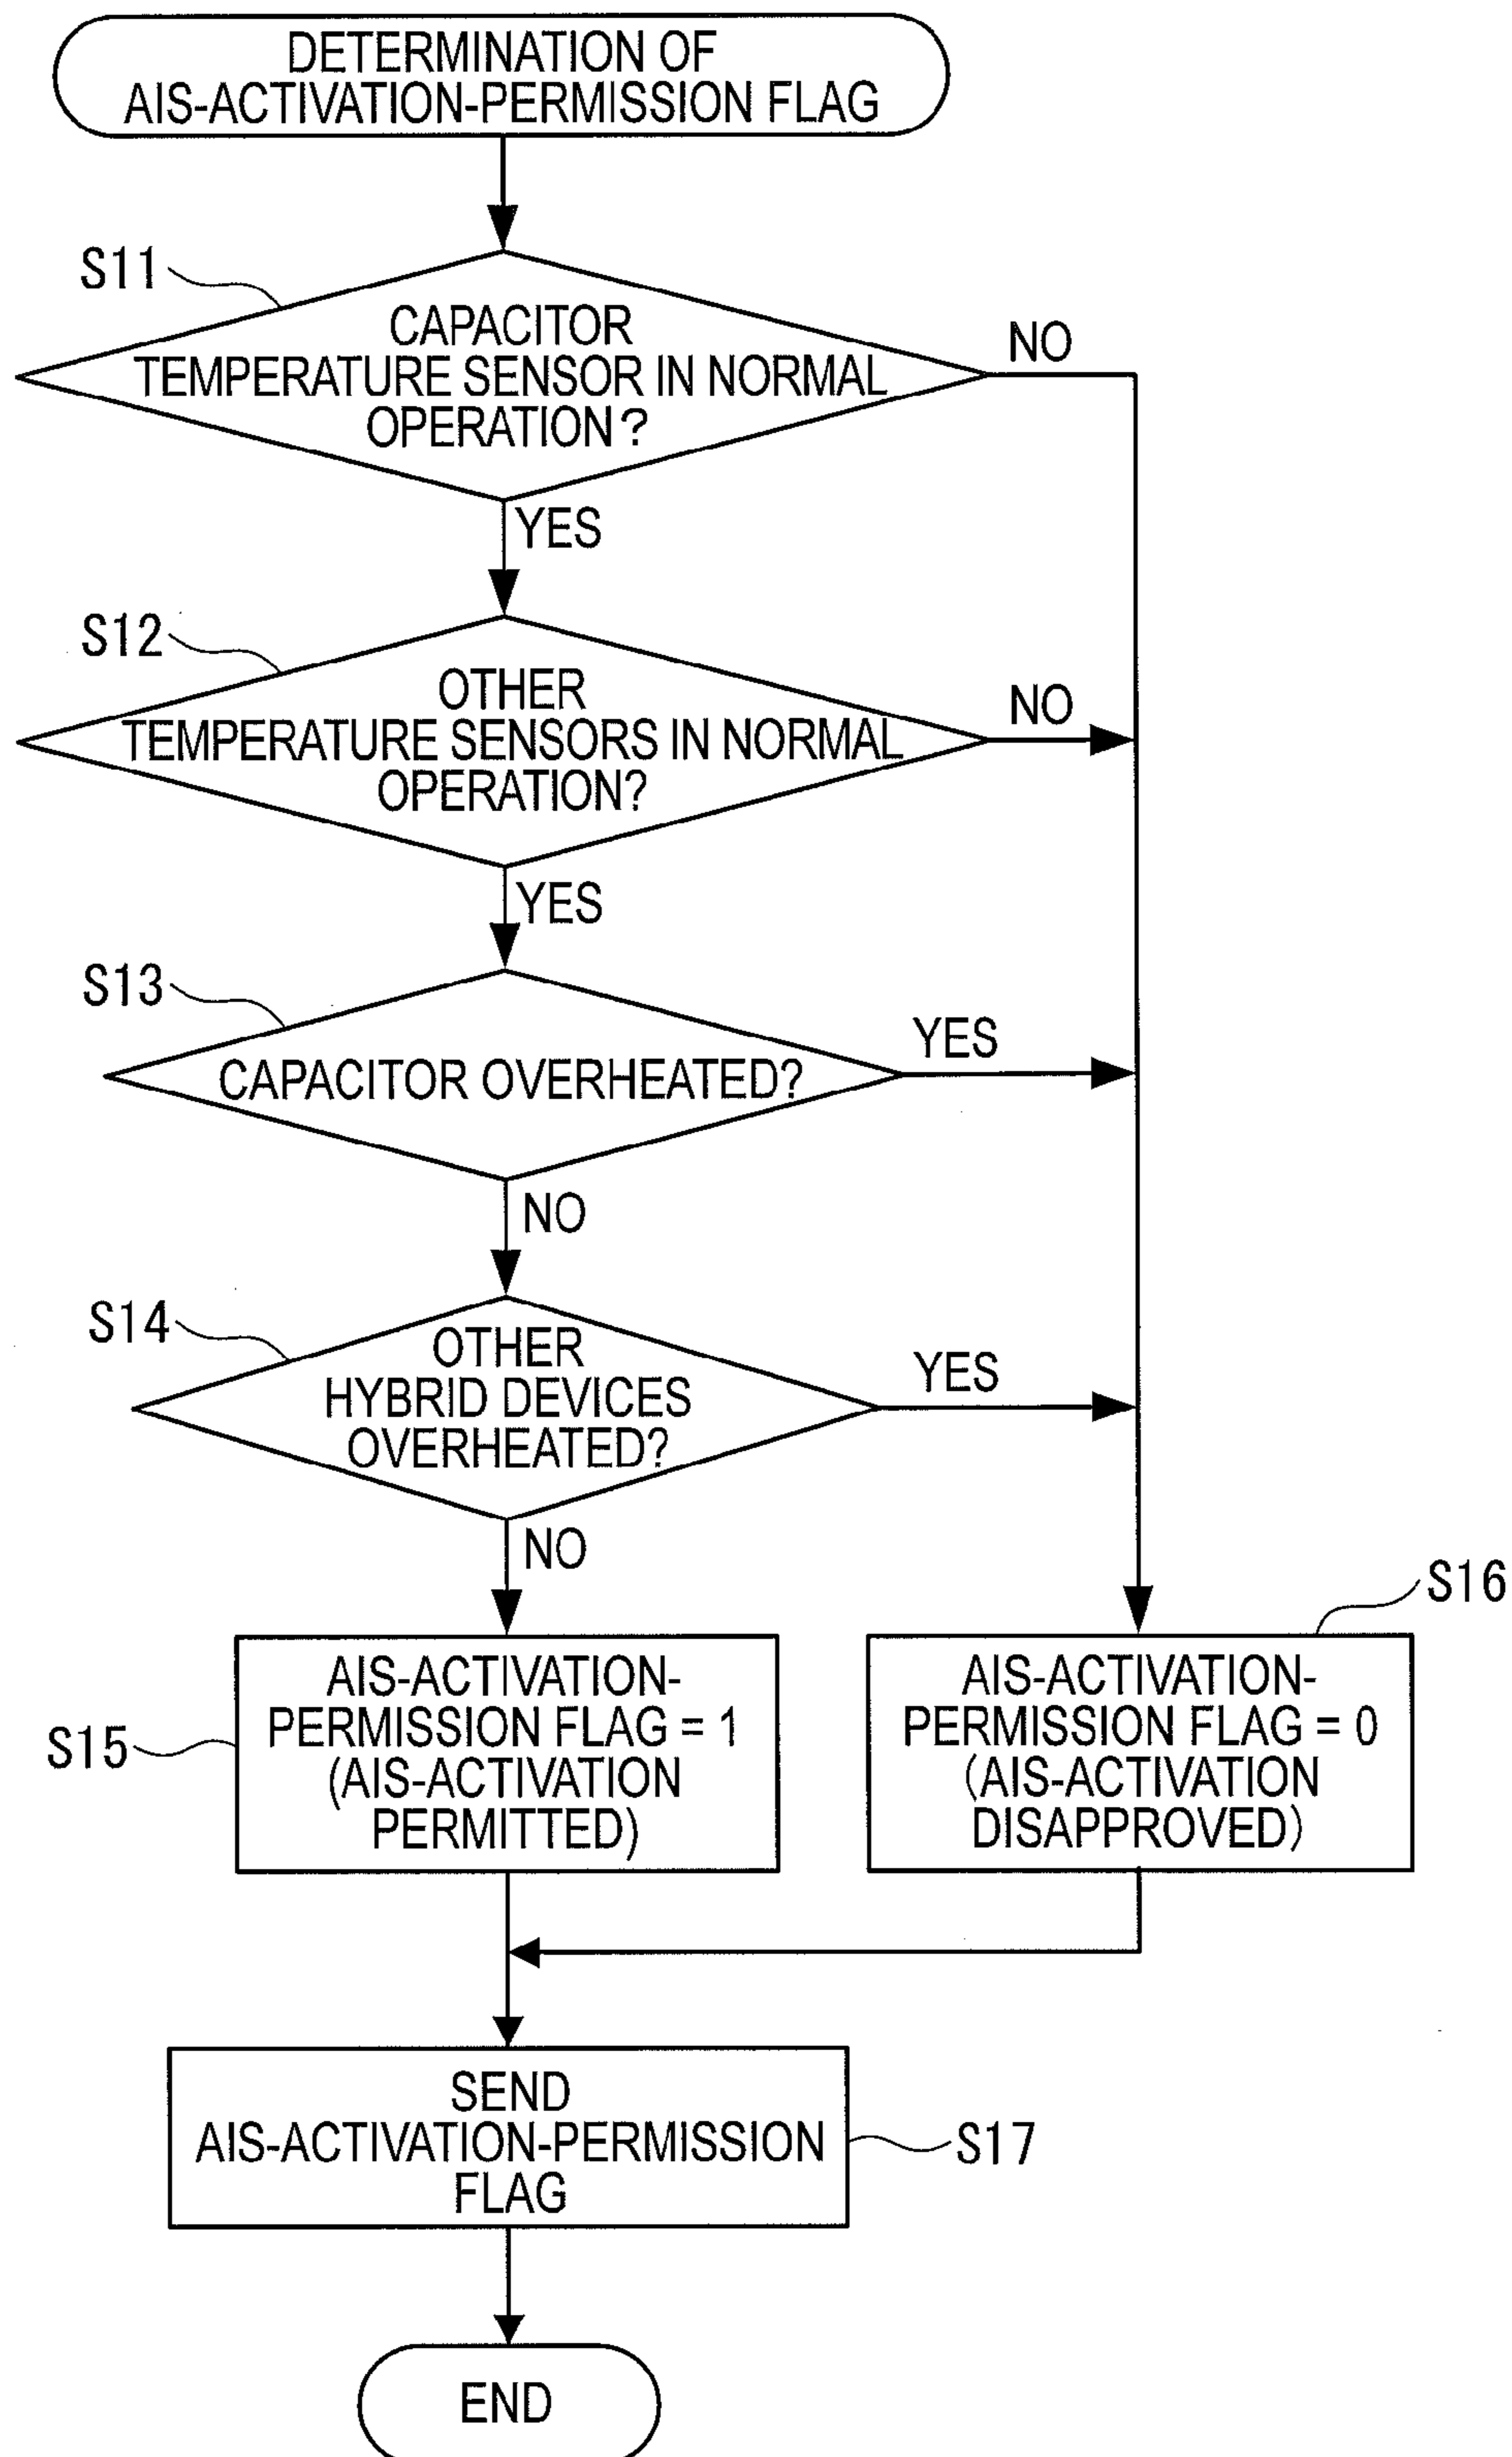 DETERMINATION OF
AIS-ACTIVATION-PERMISSION FLAG
S11
CAPACITOR
TEMPERATURE SENSOR IN NORMAL
OPERATION?
NO
YES
S12
OTHER
TEMPERATURE SENSORS IN NORMAL
OPERATION?
NO
YES
S13
CAPACITOR OVERHEATED?
YES
NO
S14
OTHER
HYBRID DEVICES
OVERHEATED?
YES
NO
S15
AIS-ACTIVATION-
PERMISSION FLAG = 1
(AIS-ACTIVATION
PERMITTED)
S16
AIS-ACTIVATION-
PERMISSION FLAG = 0
(AIS-ACTIVATION
DISAPPROVED)
SEND
AIS-ACTIVATION-PERMISSION
FLAG
S17
END